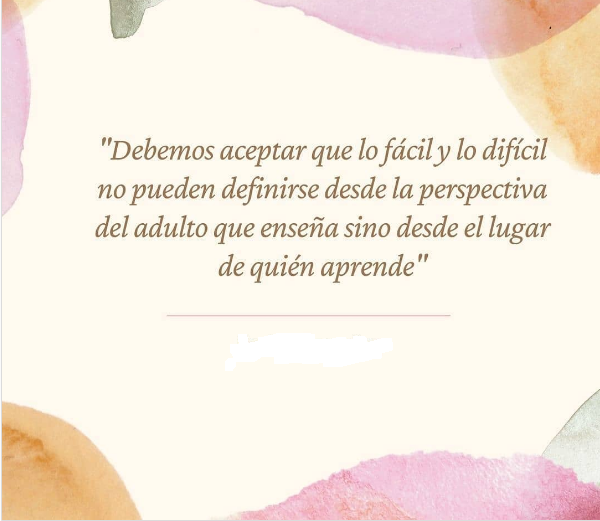 "Debemos aceptar que lo fácil y lo difícil
no pueden definirse desde la perspectiva
del adulto que enseña sino desde el lugar
de quién aprende"